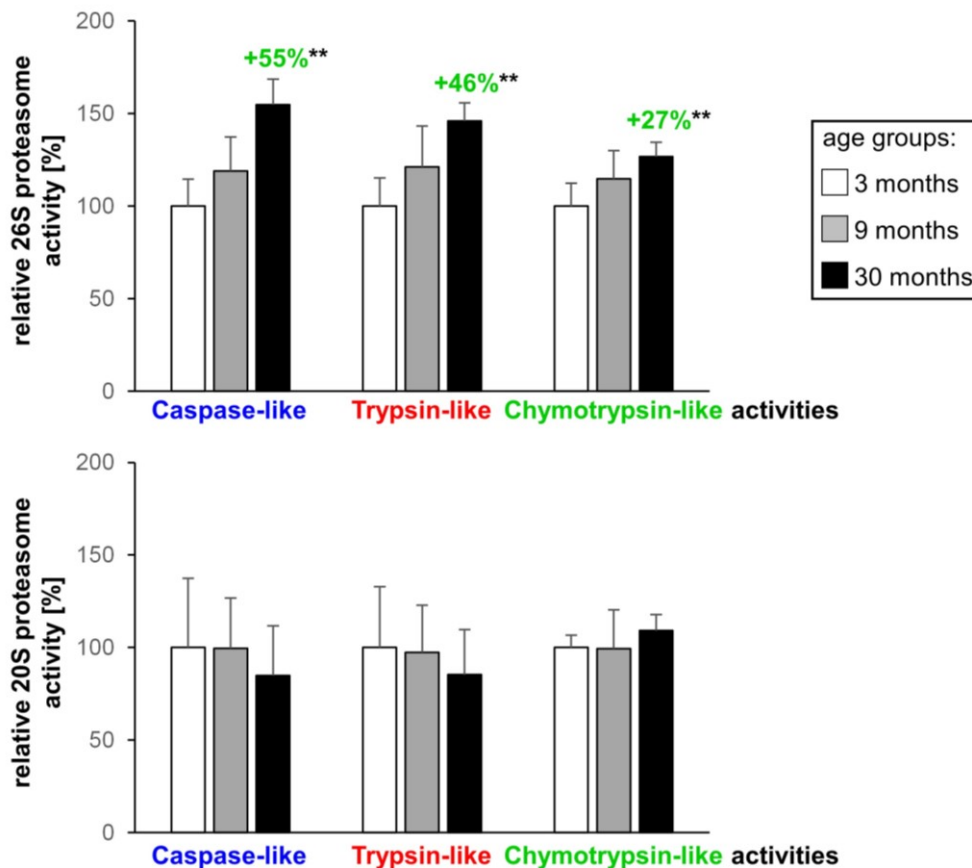 relative 26S proteasome
activity [%]
200
150
100
50
0
+55%**
+46%**
+27%**
Caspase-like Trypsin-like Chymotrypsin-like activities
age groups:
3 months
9 months
30 months
relative 20S proteasome
activity [%]
200
150
100
50
0
Caspase-like Trypsin-like Chymotrypsin-like activities